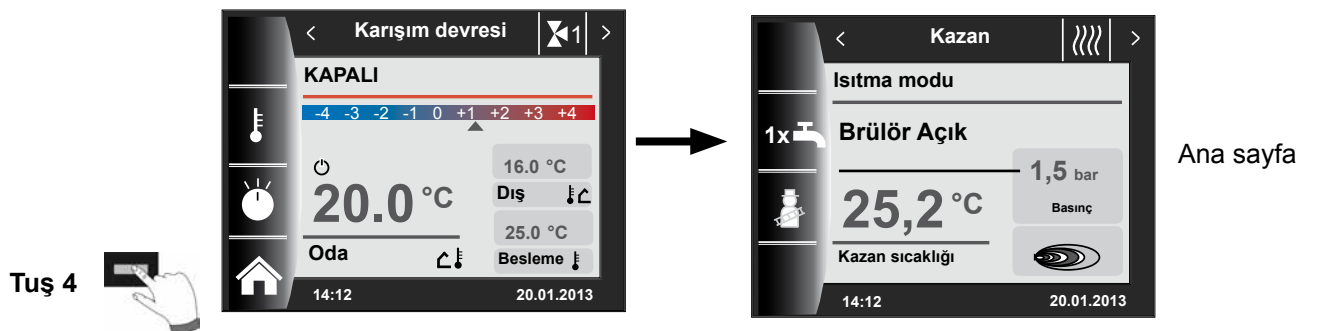 Karışım devresi
1
KAPALI
-4 -3 -2 -1 0 +1 +2 +3 +4
16.0 °C
Dış
20.0 °C
25.0 °C
Oda
Besleme
14:12
20.01.2013
Tuş 4
Kazan
Isıtma modu
1x
Brülör Açık
1,5 bar
Basınç
25,2 °C
Kazan sıcaklığı
14:12
20.01.2013
Ana sayfa